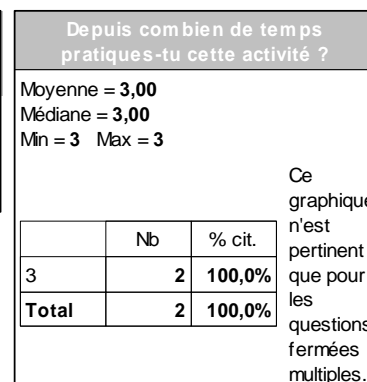 Depuis combien de temps
pratiques-tu cette activité ?
Moyenne = 3,00
Médiane = 3,00
Min = 3 Max = 3
Nb % cit.
3 2 100,0%
Total 2 100,0%
Ce
graphique
n'est
pertinent
que pour
les
questions
fermées
multiples.